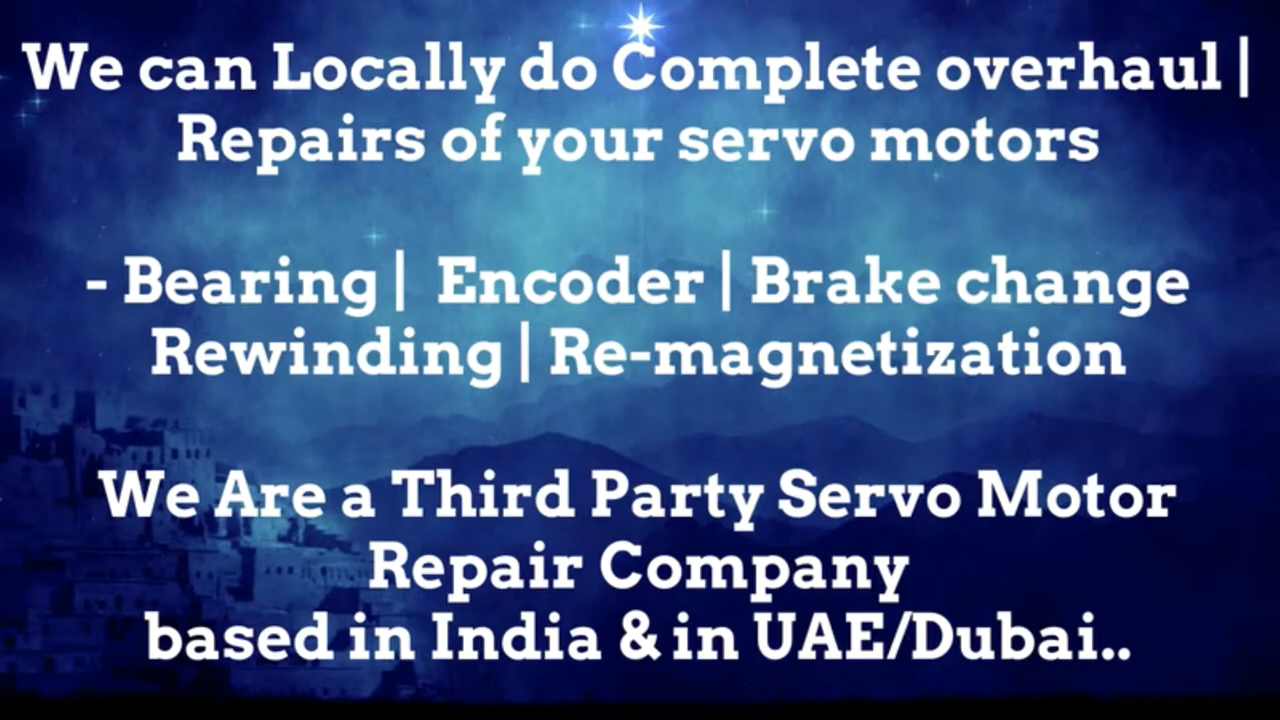 We can Locally do Complete overhaul |
Repairs of your servo motors
- Bearing | Encoder | Brake change
Rewinding | Re-magnetization
We Are a Third Party Servo Motor
Repair Company
based in India & in UAE/Dubai..